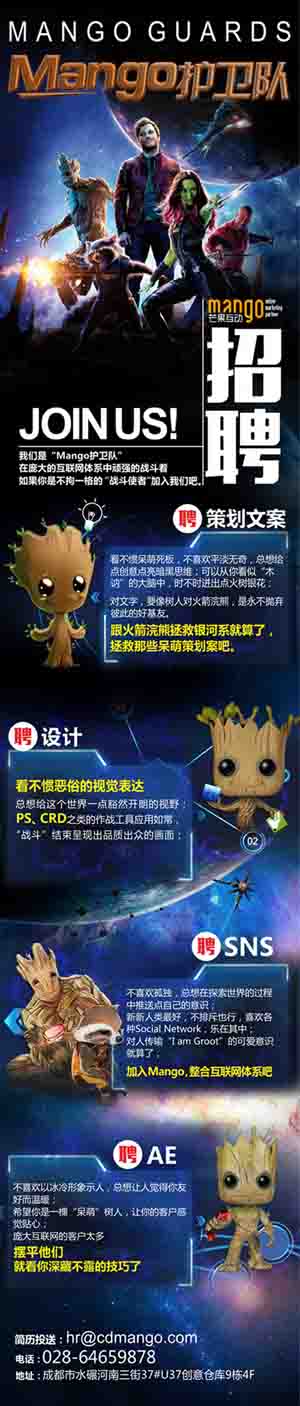 MANGO GUARDS
Mango护卫队
mango online marketing partner
芒果互动
招聘
JOIN US!
我们是“Mango护卫队”
在庞大的互联网体系中顽强的战斗着
如果你是不拘一格的“战斗使者”加入我们吧。
聘 策划文案
看不惯呆萌死板，不喜欢平淡无奇，总想给
点创意点亮暗黑思维；可以从你看似“木
讷”的大脑中，时不时迸出点火树银花；
对文字，要像树人对火箭浣熊，是永不抛弃
彼此的好基友。
跟火箭浣熊拯救银河系就算了，
拯救那些呆萌策划案吧。
聘 设计
看不惯恶俗的视觉表达
总想给这个世界一点豁然开朗的视野；
PS、CRD之类的作战工具应用如常，
“战斗”结束呈现出品质出众的画面；
02
聘 SNS
不喜欢孤独，总想在探索世界的过程
中推送点自己的意识；
新新人类最好，不排斥也行，喜欢各
种Social Network，乐在其中；
对人传输“I am Groot”的可爱意识
就算了，
加入Mango,整合互联网体系吧
聘 AE
不喜欢以冰冷形象示人，总想让人觉得你友
好而温暖；
希望你是一棵“呆萌”树人，让你的客户感
觉贴心；
庞大互联网的客户太多
摆平他们
就看你深藏不露的技巧了
简历投送：hr@cdmango.com
电话：028-64659878
地址：成都市水碾河南三街37#U37创意仓库9栋4F